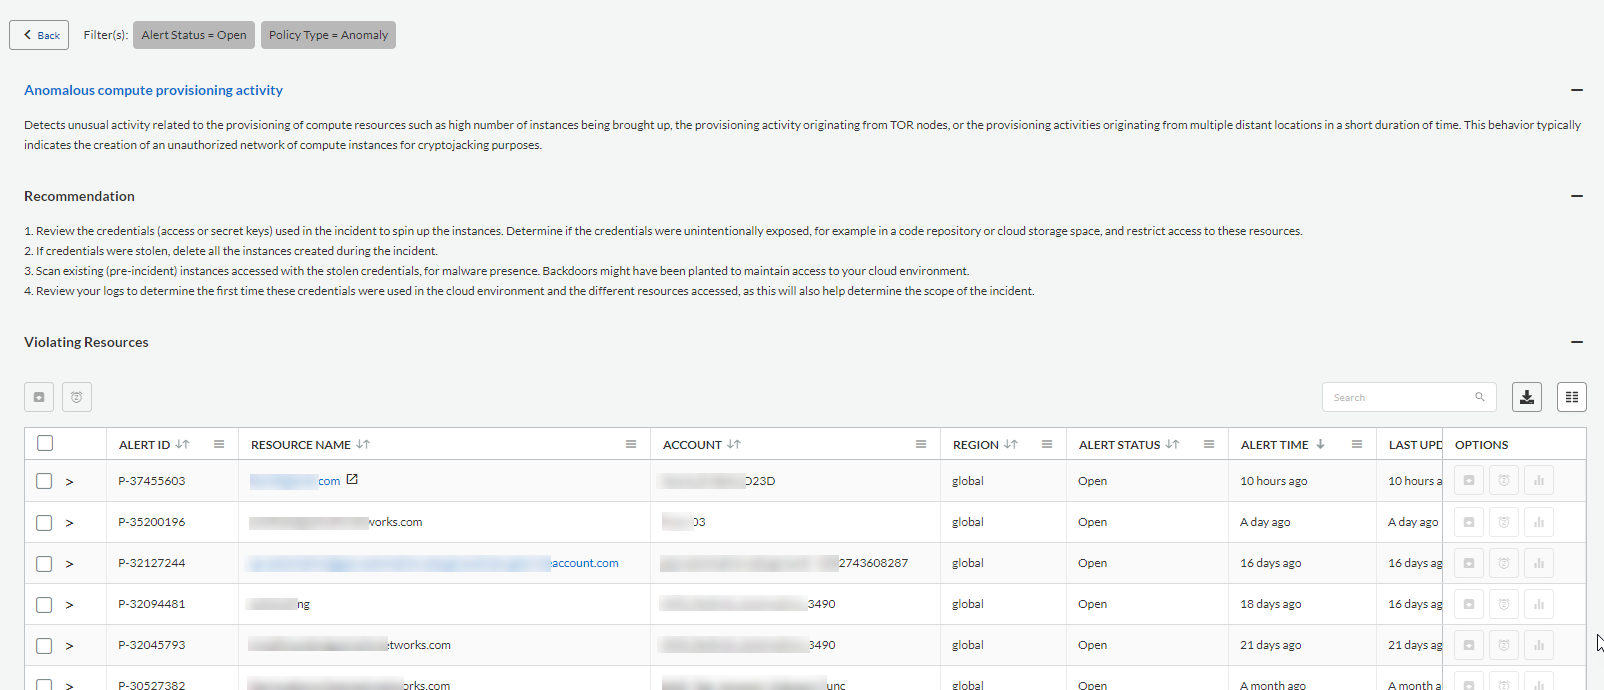 Back Filter(s): Alert Status = Open Policy Type = Anomaly
Anomalous compute provisioning activity
Detects unusual activity related to the provisioning of compute resources such as high number of instances being brought up, the provisioning activity originating from TOR nodes, or the provisioning activities originating from multiple distant locations in a short duration of time. This behavior typically
indicates the creation of an unauthorized network of compute instances for cryptojacking purposes.
Recommendation
1. Review the credentials (access or secret keys) used in the incident to spin up the instances. Determine if the credentials were unintentionally exposed, for example in a code repository or cloud storage space, and restrict access to these resources.
2. If credentials were stolen, delete all the instances created during the incident.
3. Scan existing (pre-incident) instances accessed with the stolen credentials, for malware presence. Backdoors might have been planted to maintain access to your cloud environment.
4. Review your logs to determine the first time these credentials were used in the cloud environment and the different resources accessed, as this will also help determine the scope of the incident.
Violating Resources
Search
ALERT ID RESOURCE NAME ACCOUNT REGION ALERT STATUS ALERT TIME LAST UPD OPTIONS
P-37455603 com D23D global Open 10 hours ago 10 hours a
P-35200196 works.com 03 global Open A day ago A day ago
P-32127244 account.com 2743608287 global Open 16 days ago 16 days ag
P-32094481 ng 3490 global Open 18 days ago 16 days ag
P-32045793 etworks.com 3490 global Open 21 days ago 21 days ag
P-30527382 orks.com unc global Open A month ago A month a